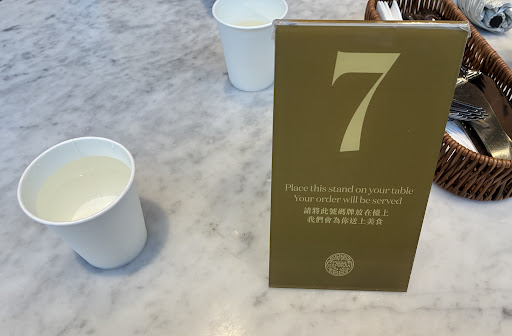 7
Place this stand on your table
Your order will be served
請將此號碼牌放在檯上
我們會為你送上美食